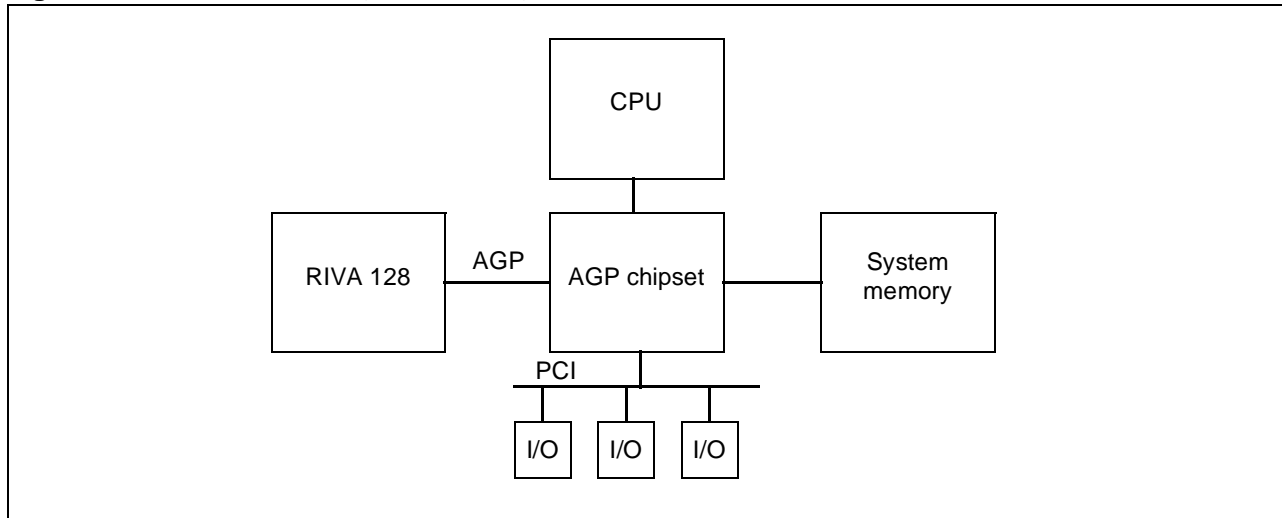 CPU
RIVA 128
AGP
AGP chipset
System
memory
PCI
I/O
I/O
I/O